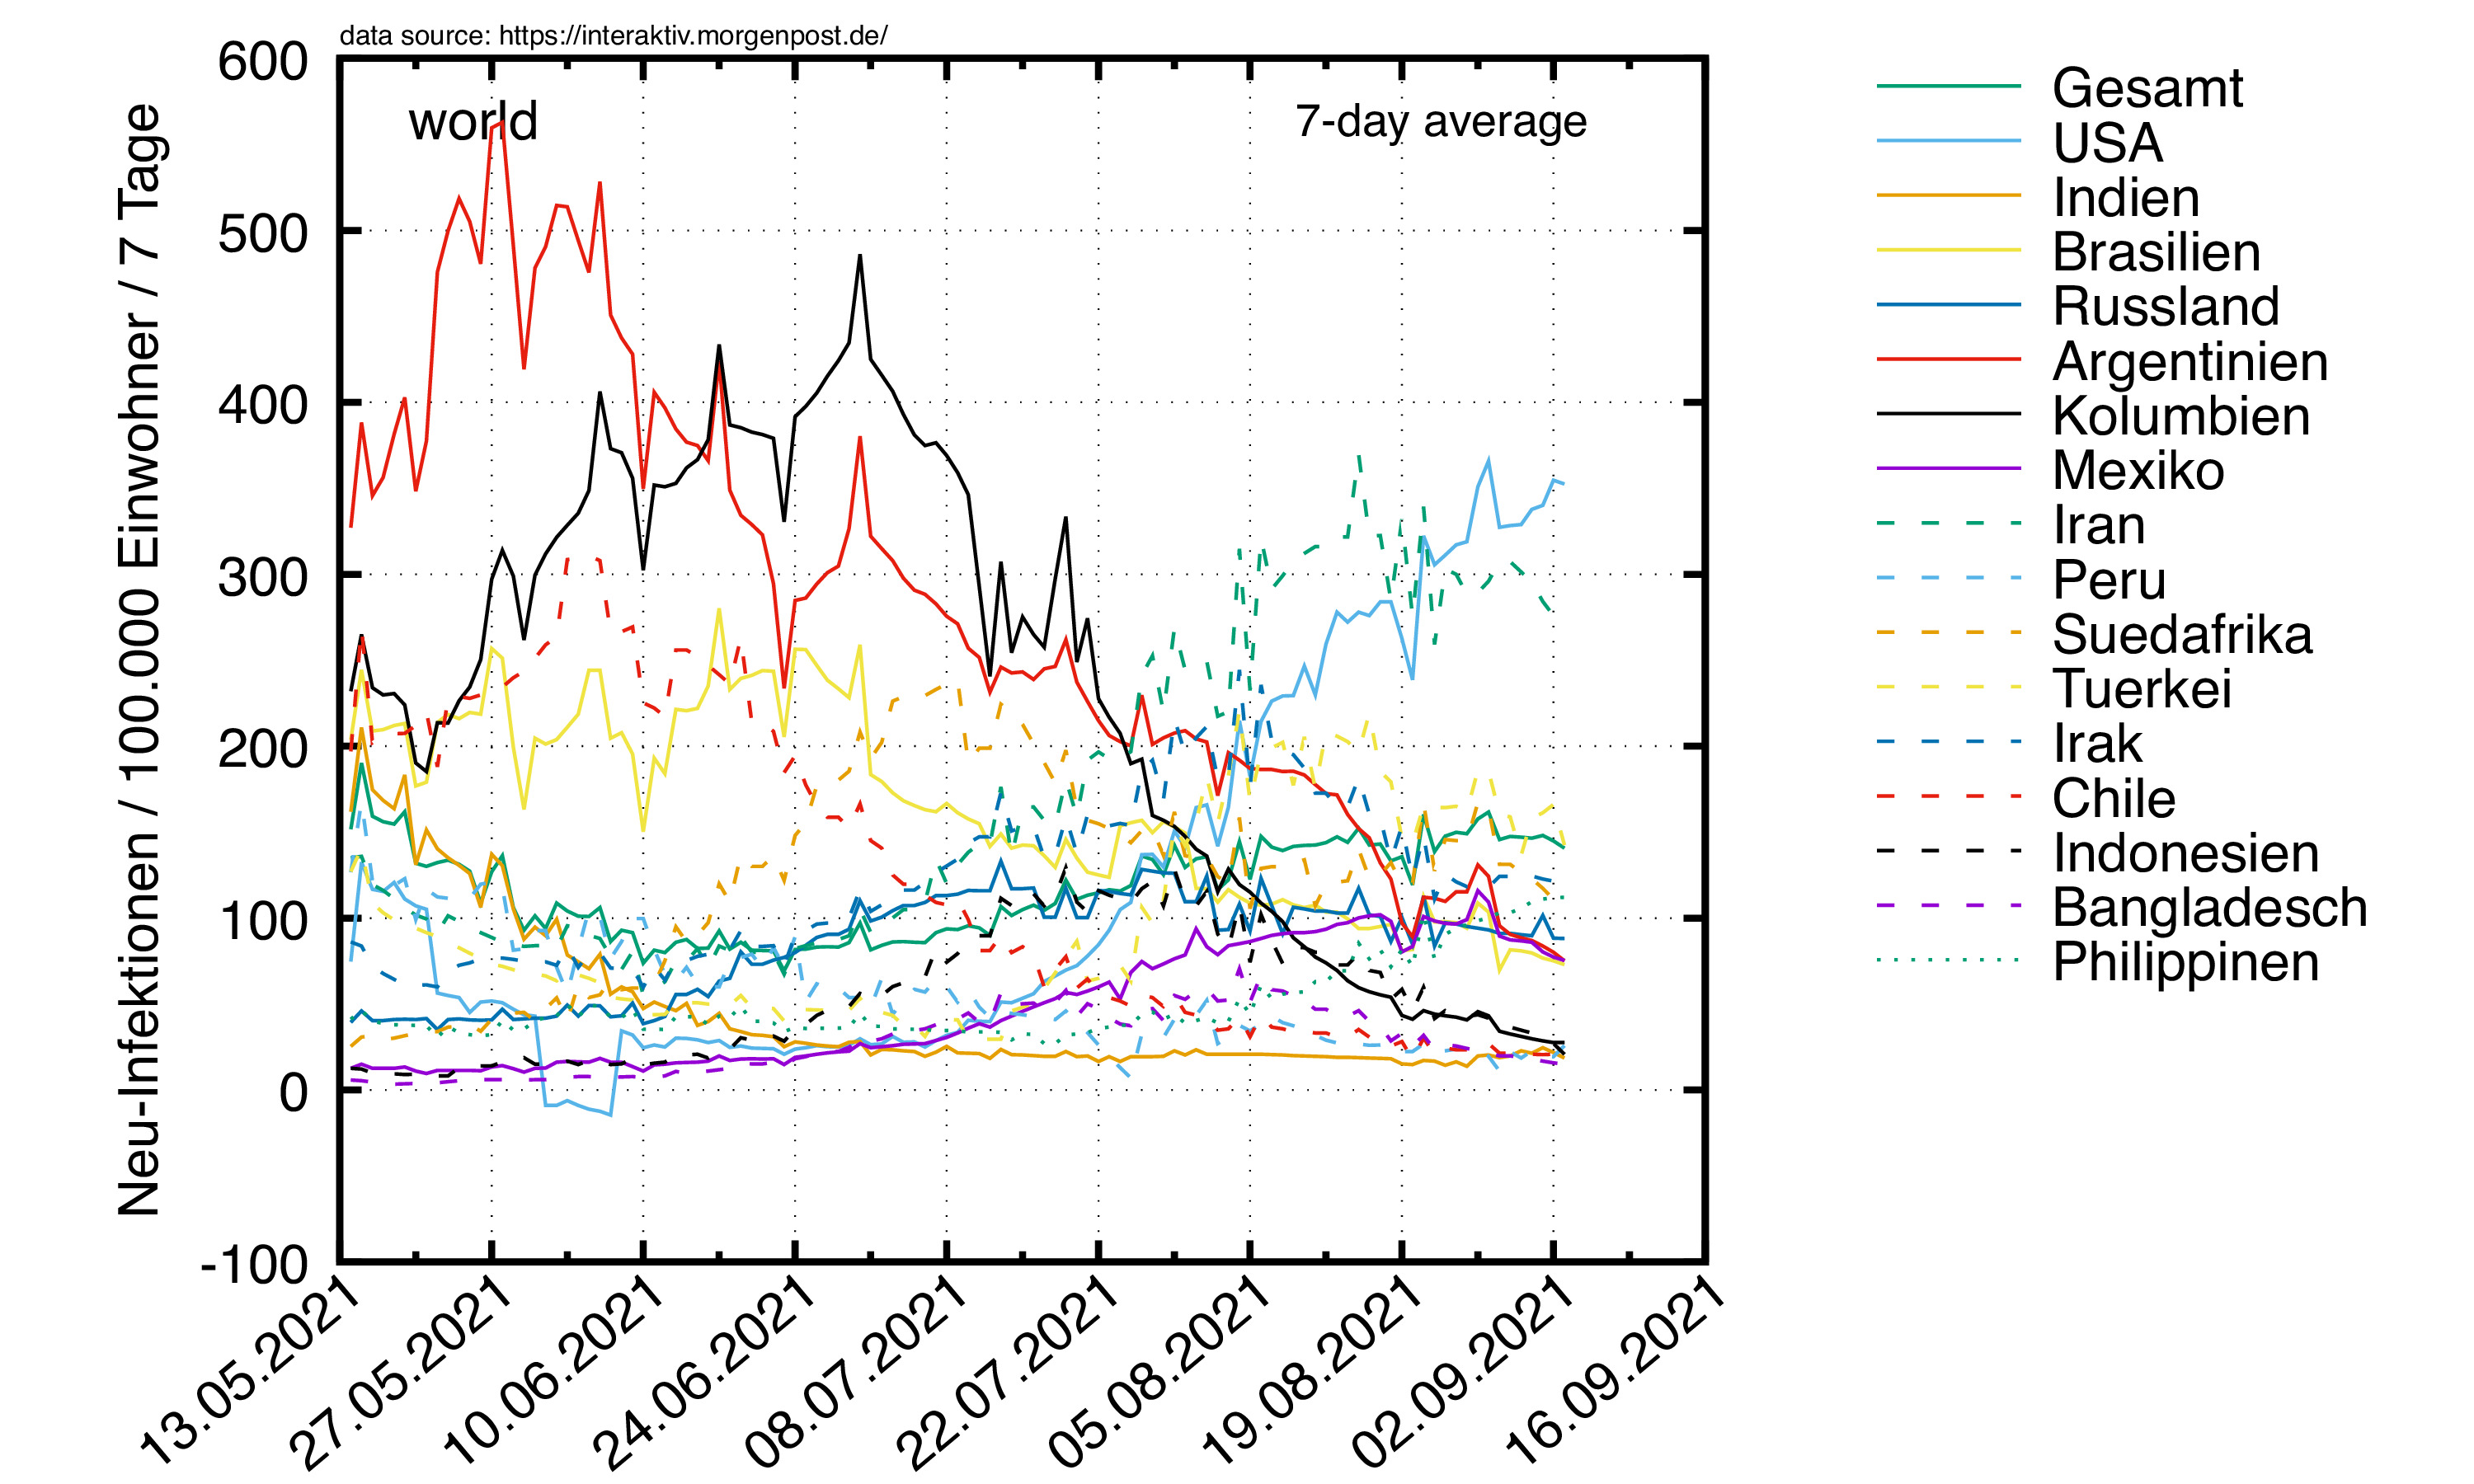 data source: https://interaktiv.morgenpost.de/
world
7-day average
Neu-Infektionen / 100.000 Einwohner / 7 Tage
600
500
400
300
200
100
0
-100
13.05.2021
27.05.2021
10.06.2021
24.06.2021
08.07.2021
22.07.2021
05.08.2021
19.08.2021
02.09.2021
16.09.2021
Gesamt
USA
Indien
Brasilien
Russland
Argentinien
Kolumbien
Mexiko
Iran
Peru
Suedafrika
Tuerkei
Irak
Chile
Indonesien
Bangladesch
Philippinen